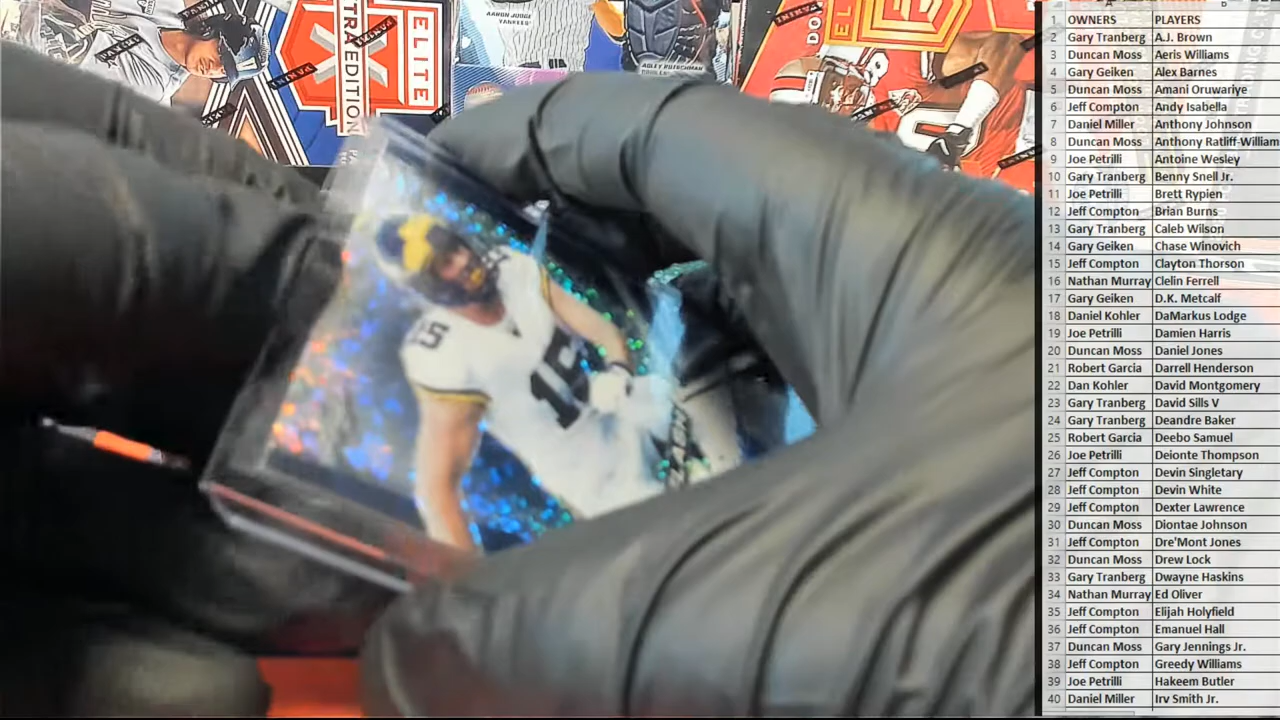 ELITE
EXTRA EDITION
AARON JUDGE
YANKEES
ADLEY RUTSCHMAN
PANINI
ELI
15
15
OWNERS PLAYERS
2 Gary Tranberg A.J. Brown
3 Duncan Moss Aeris Williams
4 Gary Geiken Alex Barnes
5 Duncan Moss Amani Oruwariye
6 Jeff Compton Andy Isabella
7 Daniel Miller Anthony Johnson
8 Duncan Moss Anthony Ratliff-William
9 Joe Petrilli Antoine Wesley
10 Gary Tranberg Benny Snell Jr.
11 Joe Petrilli Brett Rypien
12 Jeff Compton Brian Burns
13 Gary Tranberg Caleb Wilson
14 Gary Geiken Chase Winovich
15 Jeff Compton Clayton Thorson
16 Nathan Murray Clelin Ferrell
17 Gary Geiken D.K. Metcalf
18 Daniel Kohler DaMarkus Lodge
19 Joe Petrilli Damien Harris
20 Duncan Moss Daniel Jones
21 Robert Garcia Darrell Henderson
22 Dan Kohler David Montgomery
23 Gary Tranberg David Sills V
24 Gary Tranberg Deandre Baker
25 Robert Garcia Deebo Samuel
26 Joe Petrilli Deionte Thompson
27 Jeff Compton Devin Singletary
28 Jeff Compton Devin White
29 Jeff Compton Dexter Lawrence
30 Duncan Moss Diontae Johnson
31 Jeff Compton Dre'Mont Jones
32 Duncan Moss Drew Lock
33 Gary Tranberg Dwayne Haskins
34 Nathan Murray Ed Oliver
35 Jeff Compton Elijah Holyfield
36 Jeff Compton Emanuel Hall
37 Duncan Moss Gary Jennings Jr.
38 Jeff Compton Greedy Williams
39 Joe Petrilli Hakeem Butler
40 Daniel Miller Irv Smith Jr.